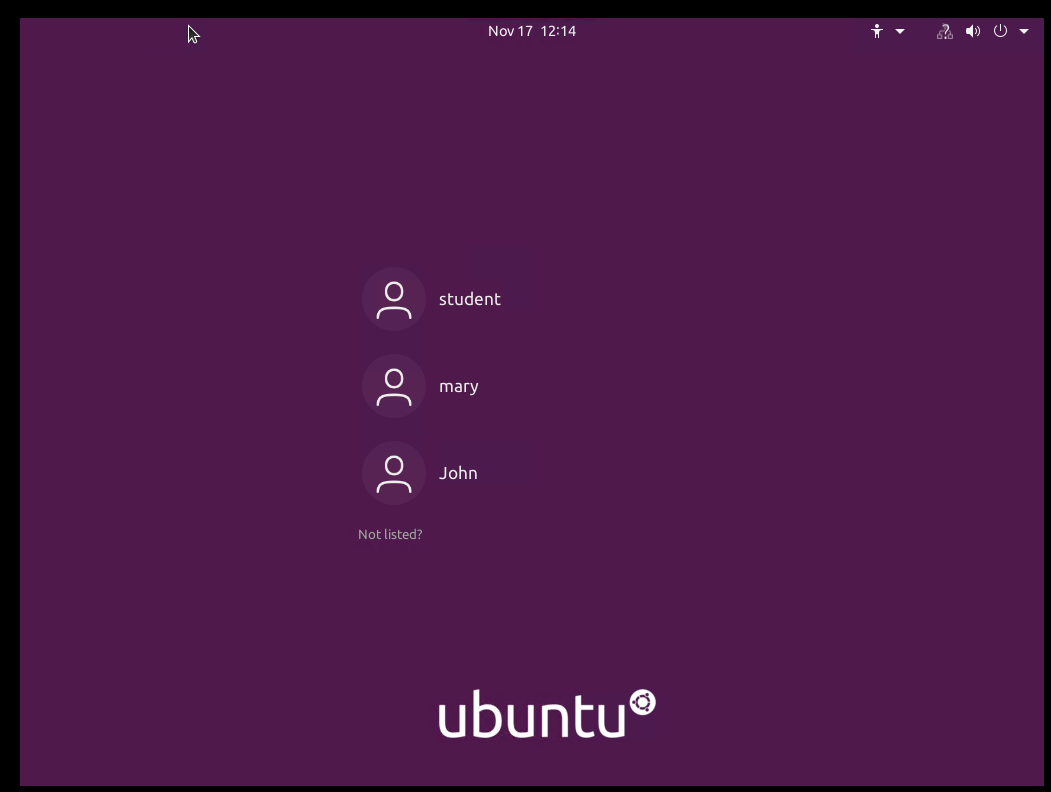 Nov 17 12:14
student
mary
John
Not listed?
ubuntu